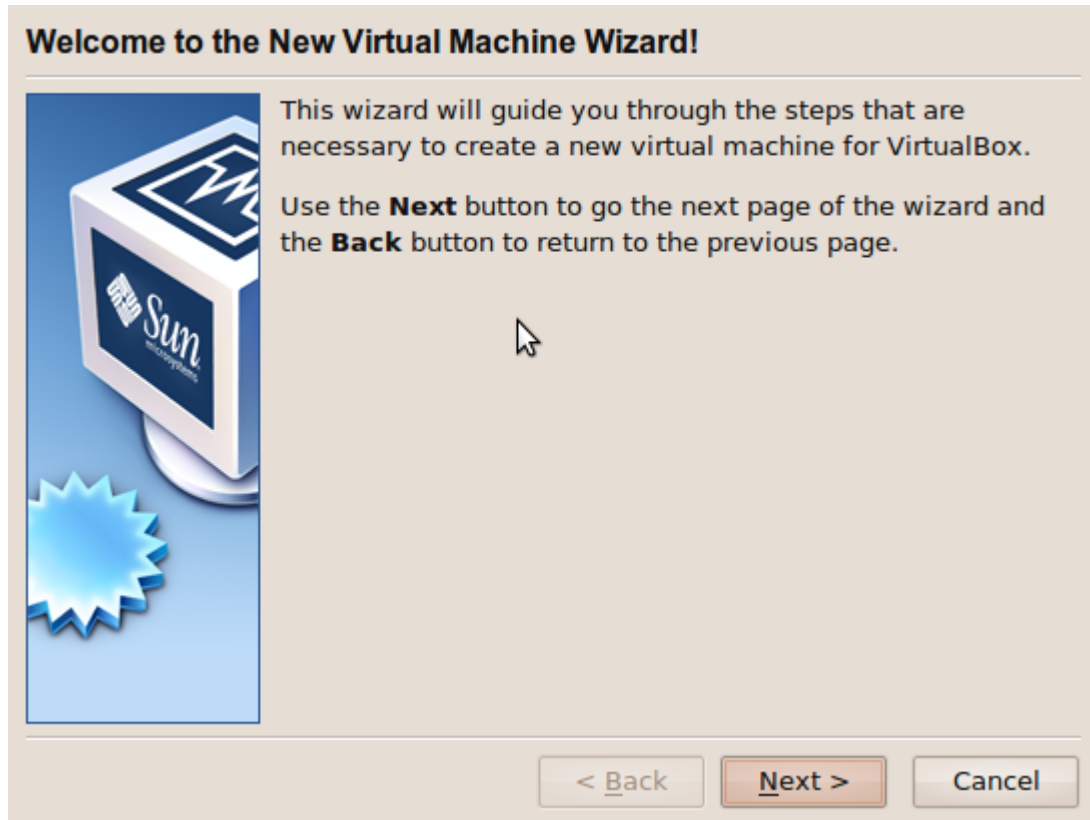 Welcome to the New Virtual Machine Wizard!
This wizard will guide you through the steps that are
necessary to create a new virtual machine for VirtualBox.
Use the Next button to go the next page of the wizard and
the Back button to return to the previous page.
Sun
microsystems
< Back
Next >
Cancel